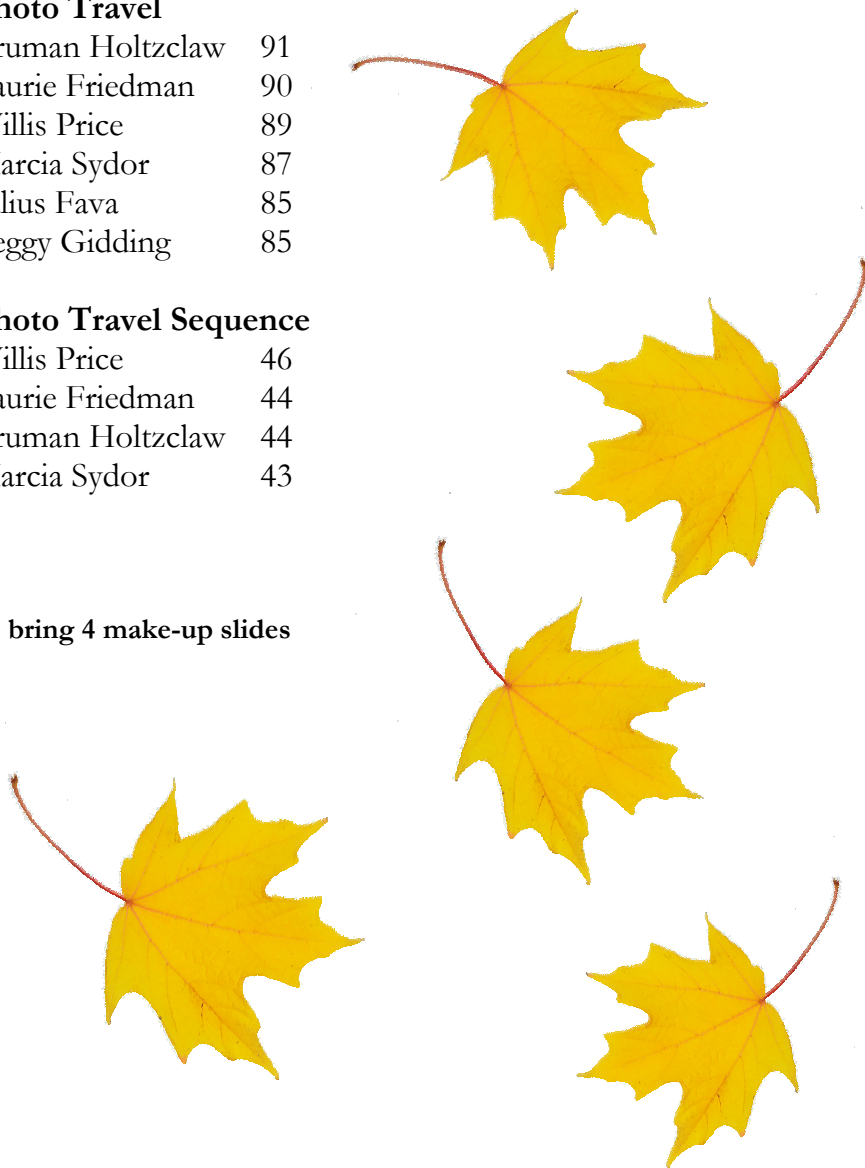 hoto Travel
ruman Holtzclaw 91
aurie Friedman 90
illis Price 89
arcia Sydor 87
lius Fava 85
eggy Gidding 85
hoto Travel Sequence
illis Price 46
aurie Friedman 44
ruman Holtzclaw 44
arcia Sydor 43
bring 4 make-up slides